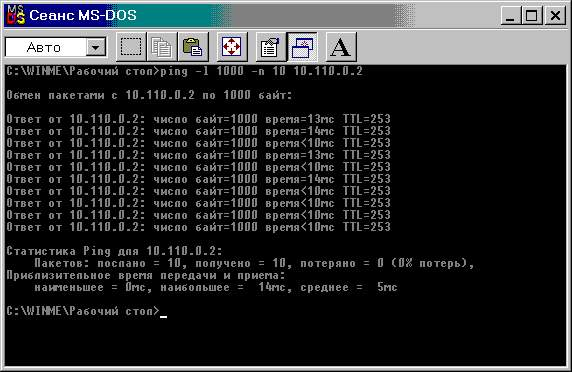 Сеанс MS-DOS
Авто
A
C:\WINME\Рабочий стол>ping -l 1000 -n 10 10.110.0.2
Обмен пакетами с 10.110.0.2 по 1000 байт:
Ответ от 10.110.0.2: число байт=1000 время=13мс TTL=253
Ответ от 10.110.0.2: число байт=1000 время=14мс TTL=253
Ответ от 10.110.0.2: число байт=1000 время<10мс TTL=253
Ответ от 10.110.0.2: число байт=1000 время=13мс TTL=253
Ответ от 10.110.0.2: число байт=1000 время<10мс TTL=253
Ответ от 10.110.0.2: число байт=1000 время=14мс TTL=253
Ответ от 10.110.0.2: число байт=1000 время<10мс TTL=253
Ответ от 10.110.0.2: число байт=1000 время<10мс TTL=253
Ответ от 10.110.0.2: число байт=1000 время<10мс TTL=253
Ответ от 10.110.0.2: число байт=1000 время<10мс TTL=253
Статистика Ping для 10.110.0.2:
Пакетов: послано = 10, получено = 10, потеряно = 0 (0% потерь),
Приблизительное время передачи и приема:
наименьшее = 0мс, наибольшее =  14мс, среднее =  5мс
C:\WINME\Рабочий стол>_